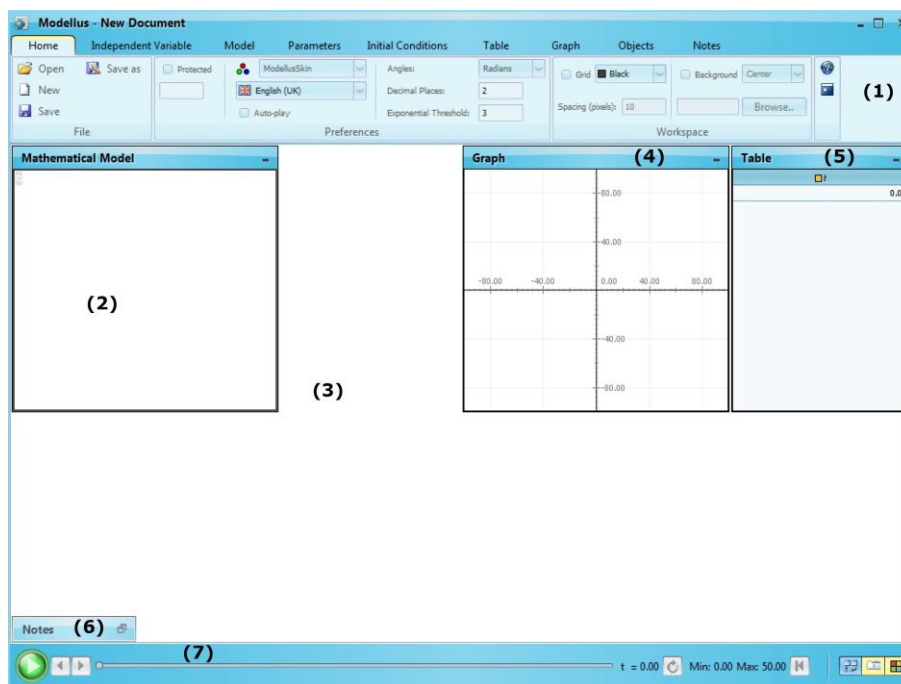 Modellus - New Document
Home Independent Variable Model Parameters Initial Conditions Table Graph Objects Notes
Open Save as Protected ModellusSkin Angles: Radians Grid Black Background Center
New English (UK) Decimal Places: 2 (1)
Save Auto-play Exponential Threshold: 3 Spacing (pixels): 10 Browse..
File Preferences Workspace
Mathematical Model Graph (4) Table (5)
t
0.0
80.00
40.00
-80.00 -40.00 0.00 40.00 80.00
(2)
-40.00
(3)
-80.00
Notes (6)
(7)
t = 0.00 Min: 0.00 Max: 50.00